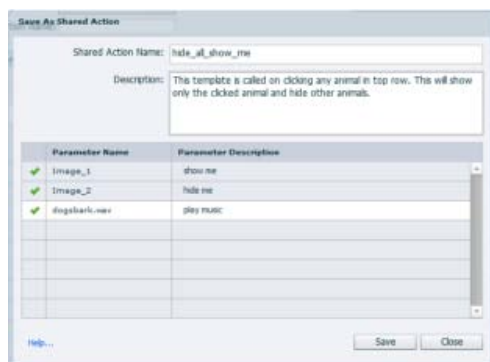 Save As Shared Action
Shared Action Name: hide_all_show_me
Description: This template is called on clicking any animal in top row. This will show
only the clicked animal and hide other animals.
Parameter Name Parameter Description
Image_1 show me
Image_2 hide me
dogsbark.wav play music
Help... Save Close